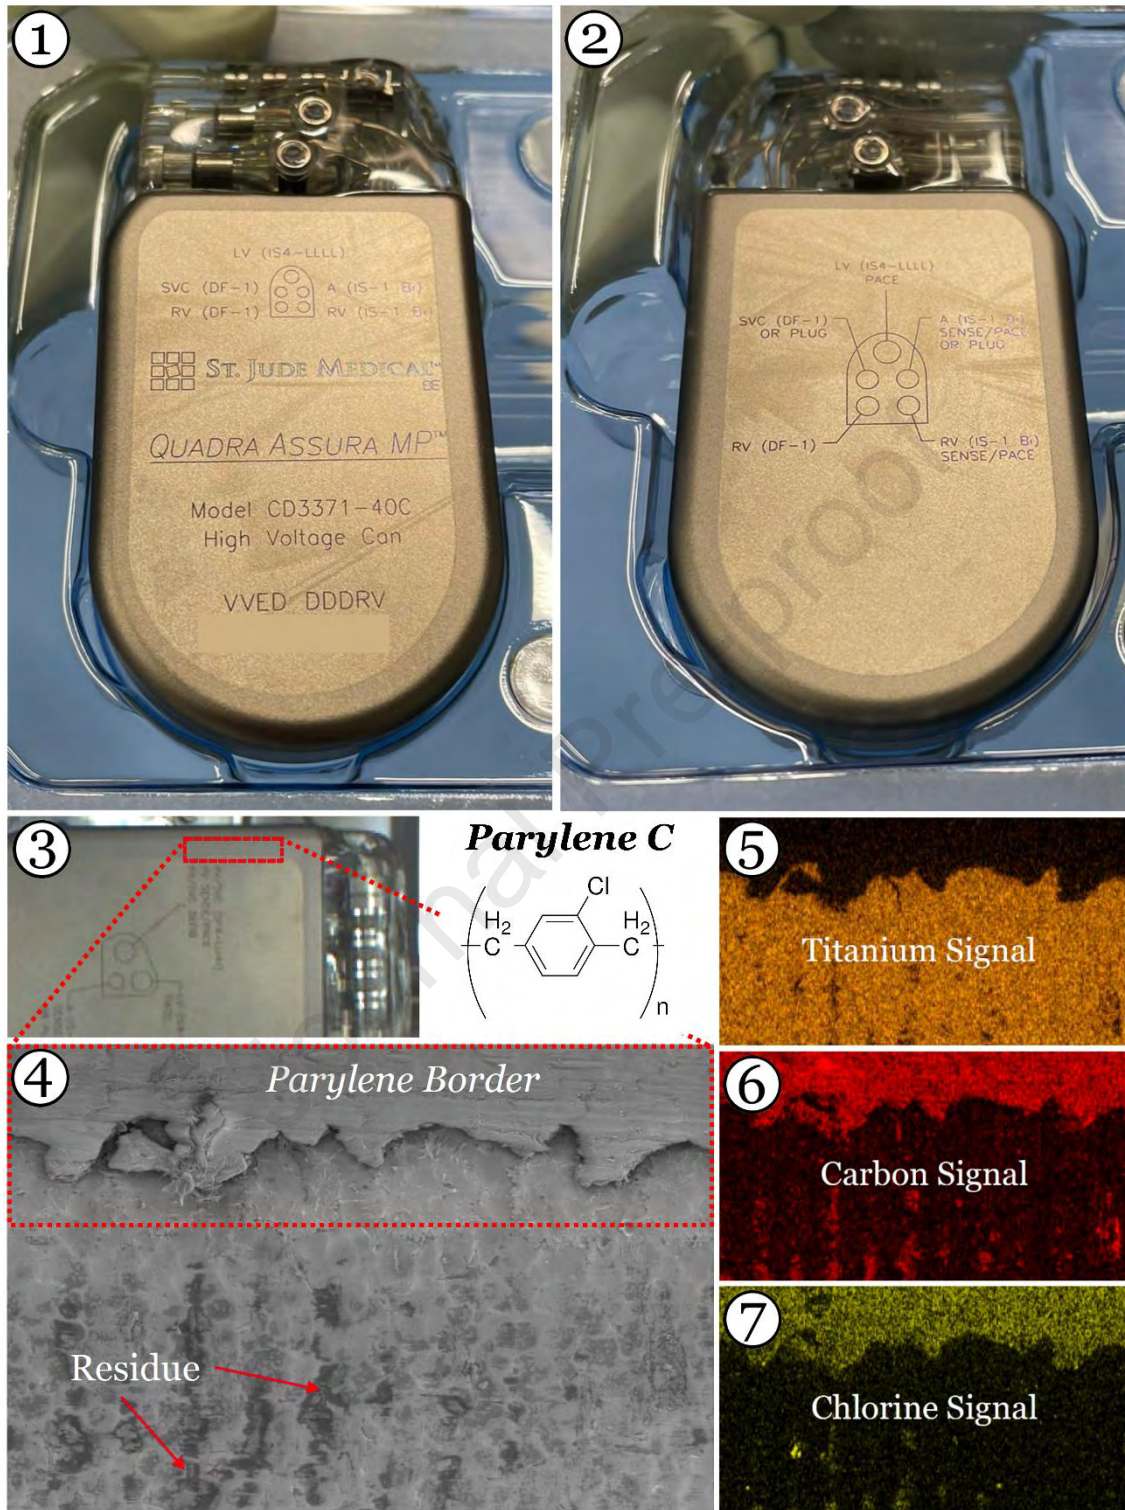 1
LV (IS4-LLLL)
SVC (DF-1) A (IS-1 Bi)
RV (DF-1) RV (IS-1 Bi)
ST. JUDE MEDICAL™
QUADRA ASSURA MP™
Model CD3371-40C
High Voltage Can
VVED DDDRV
2
LV (IS4-LLLL)
PACE
SVC (DF-1)
OR PLUG
A (IS-1 Bi)
SENSE/PACE
OR PLUG
RV (DF-1)
RV (IS-1 Bi)
SENSE/PACE
3
Parylene C
Cl
H2
C
H2
C
n
4
Parylene Border
Residue
5
Titanium Signal
6
Carbon Signal
7
Chlorine Signal